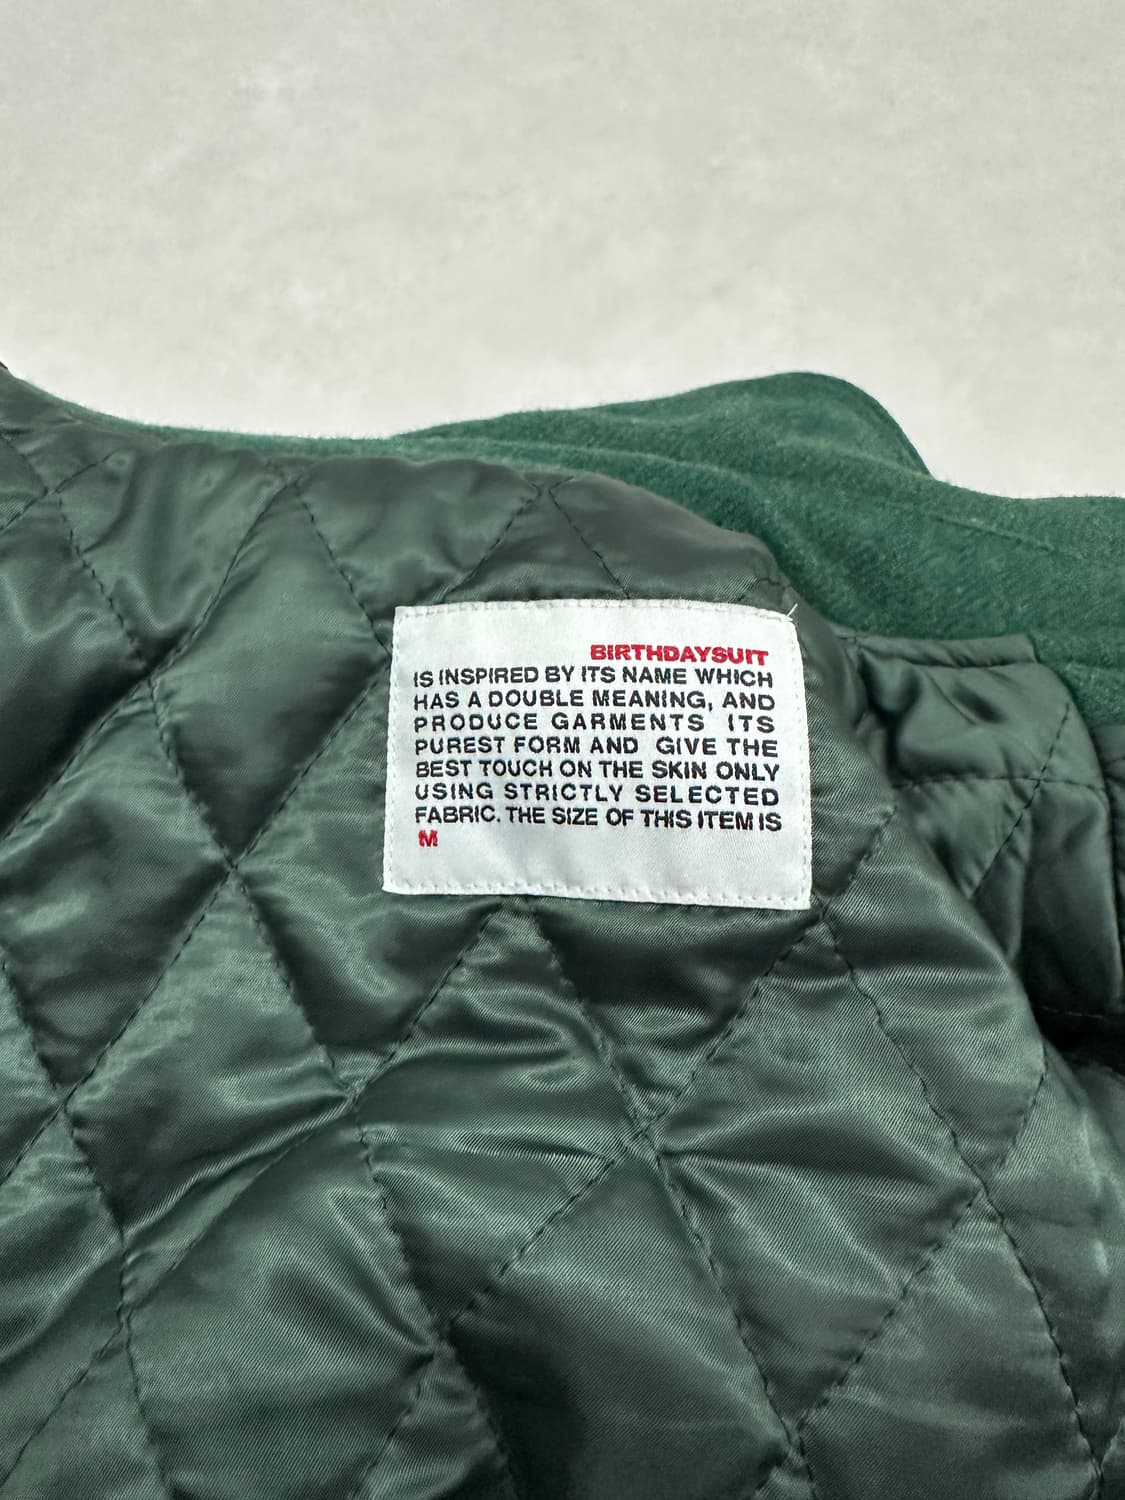 BIRTHDAYSUIT
IS INSPIRED BY ITS NAME WHICH
HAS A DOUBLE MEANING, AND
PRODUCE GARMENTS ITS
PUREST FORM AND GIVE THE
BEST TOUCH ON THE SKIN ONLY
USING STRICTLY SELECTED
FABRIC. THE SIZE OF THIS ITEM IS
M